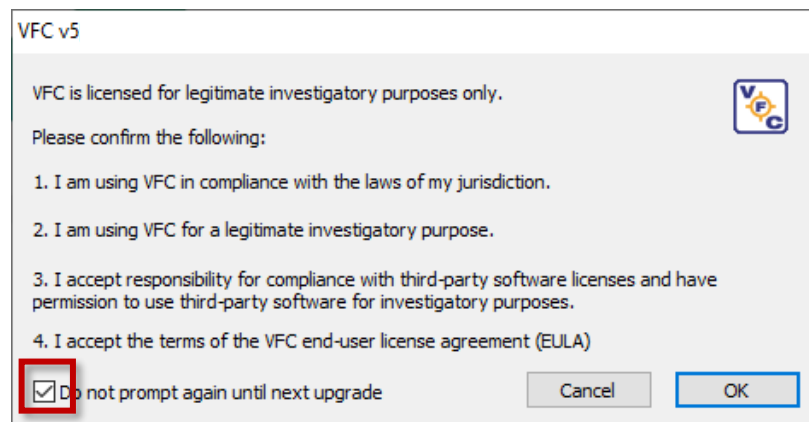 VFC v5
VFC is licensed for legitimate investigatory purposes only.
VFC
Please confirm the following:
1. I am using VFC in compliance with the laws of my jurisdiction.
2. I am using VFC for a legitimate investigatory purpose.
3. I accept responsibility for compliance with third-party software licenses and have
permission to use third-party software for investigatory purposes.
4. I accept the terms of the VFC end-user license agreement (EULA)
Do not prompt again until next upgrade
Cancel
OK